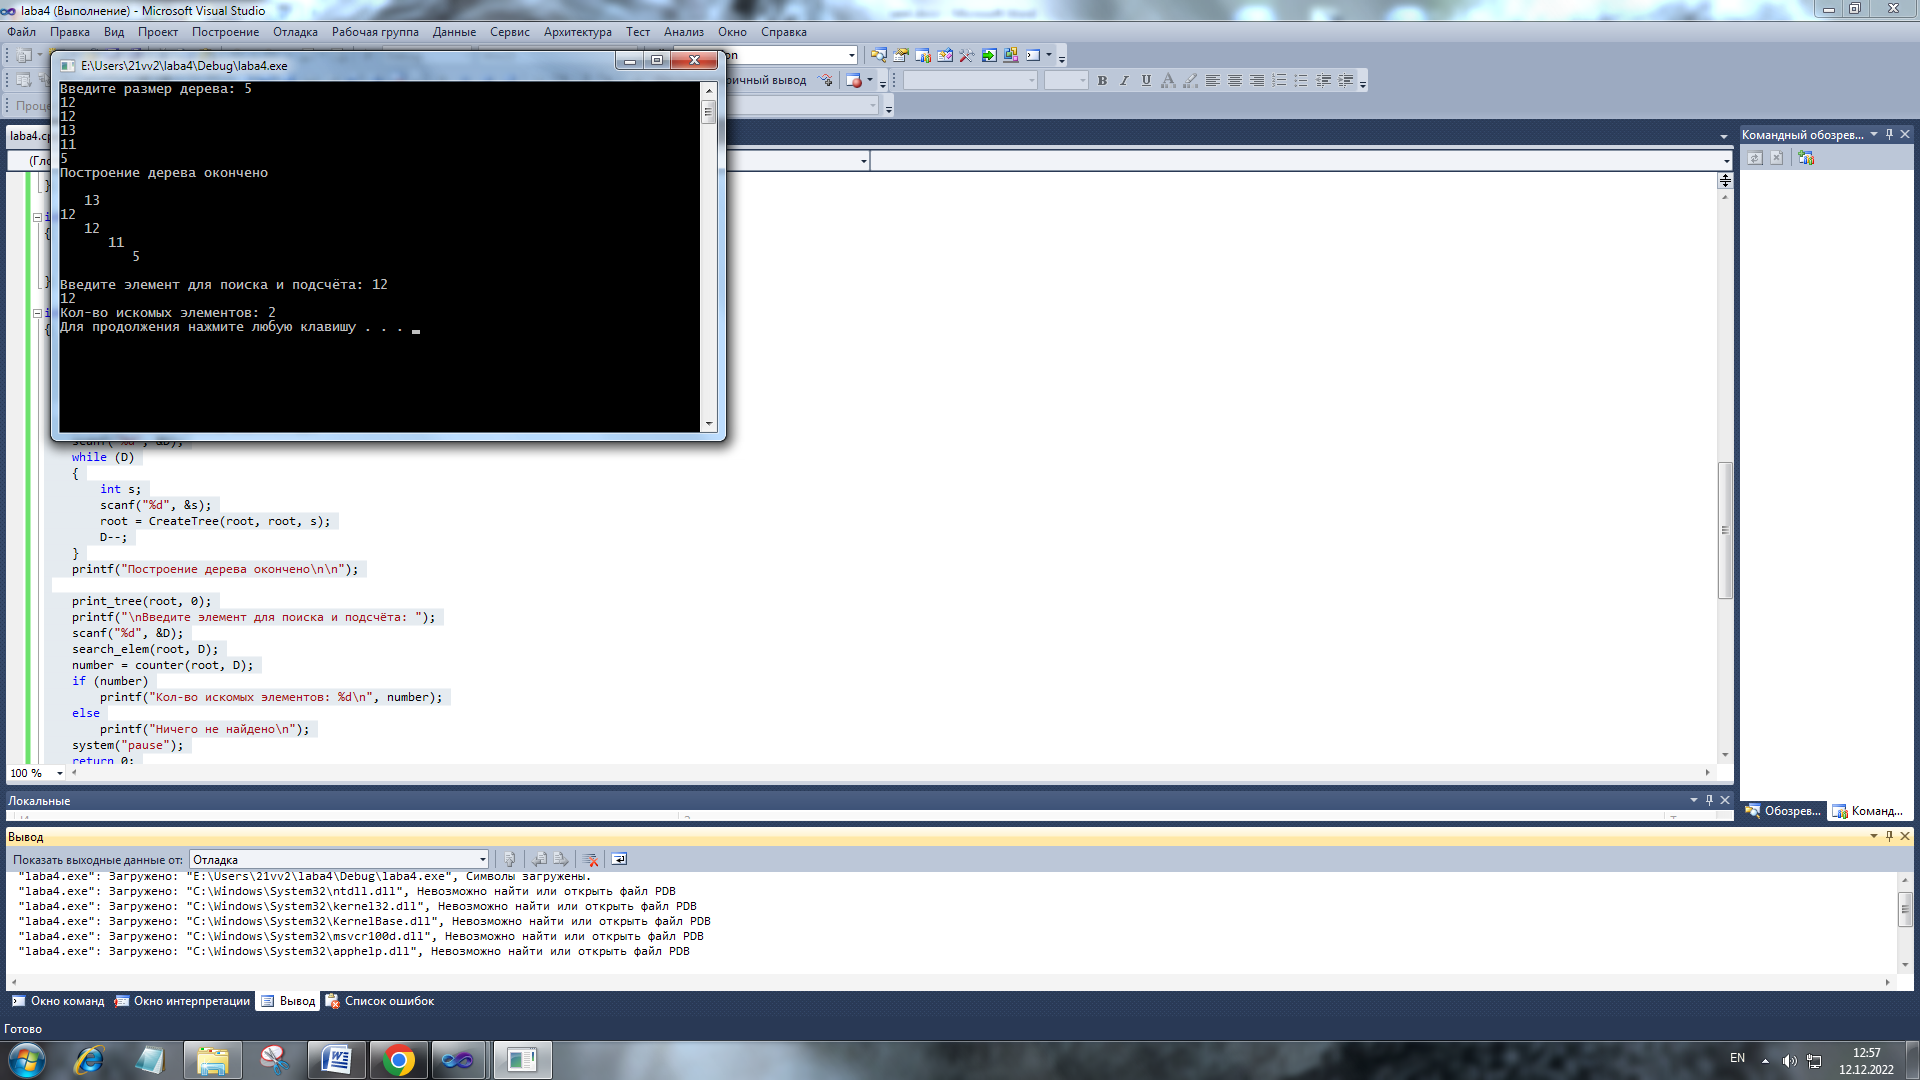 laba4 (Выполнение) - Microsoft Visual Studio
Файл Правка Вид Проект Построение Отладка Рабочая группа Данные Сервис Архитектура Тест Анализ Окно Справка
E:\Users\21vv2\laba4\Debug\laba4.exe
Введите размер дерева: 5
12
12
13
11
5
Построение дерева окончено
13
12
12
11
5
Введите элемент для поиска и подсчёта: 12
12
Кол-во искомых элементов: 2
Для продолжения нажмите любую клавишу . . .
Командный обозрев...
while (D)
{
int s;
scanf("%d", &s);
root = CreateTree(root, root, s);
D--;
}
printf("Построение дерева окончено\n\n");
print_tree(root, 0);
printf("\nВведите элемент для поиска и подсчёта: ");
scanf("%d", &D);
search_elem(root, D);
number = counter(root, D);
if (number)
printf("Кол-во искомых элементов: %d\n", number);
else
printf("Ничего не найдено\n");
system("pause");
return 0;
100 %
Локальные
Обозрев... Команд...
Вывод
Показать выходные данные от: Отладка
"laba4.exe": Загружено: "E:\Users\21vv2\laba4\Debug\laba4.exe", Символы загружены.
"laba4.exe": Загружено: "C:\Windows\System32\ntdll.dll", Невозможно найти или открыть файл PDB
"laba4.exe": Загружено: "C:\Windows\System32\kernel32.dll", Невозможно найти или открыть файл PDB
"laba4.exe": Загружено: "C:\Windows\System32\KernelBase.dll", Невозможно найти или открыть файл PDB
"laba4.exe": Загружено: "C:\Windows\System32\msvcr100d.dll", Невозможно найти или открыть файл PDB
"laba4.exe": Загружено: "C:\Windows\System32\apphelp.dll", Невозможно найти или открыть файл PDB
Окно команд Окно интерпретации Вывод Список ошибок
Готово
EN
12:57
12.12.2022